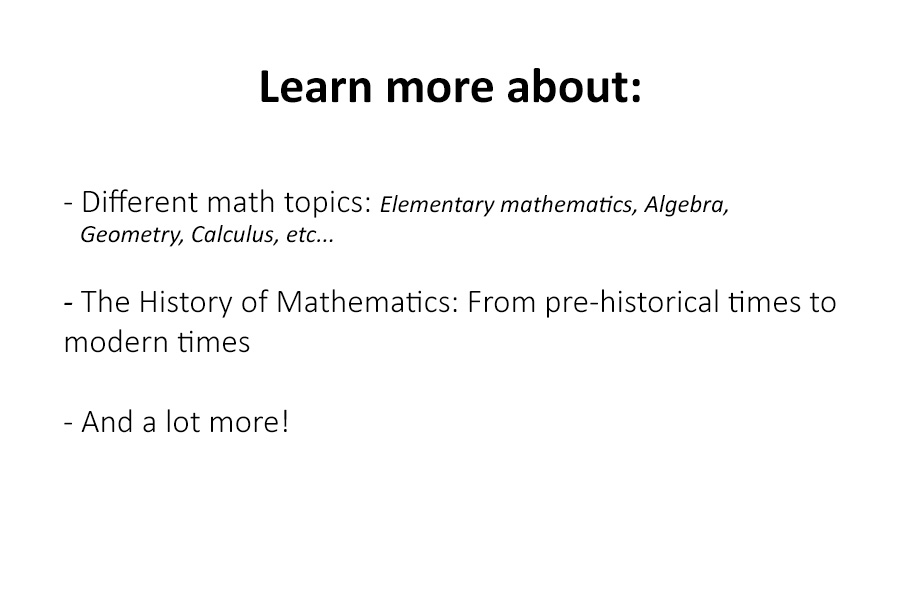 Learn more about:
- Different math topics: Elementary mathematics, Algebra,
Geometry, Calculus, etc...
- The History of Mathematics: From pre-historical times to
modern times
- And a lot more!